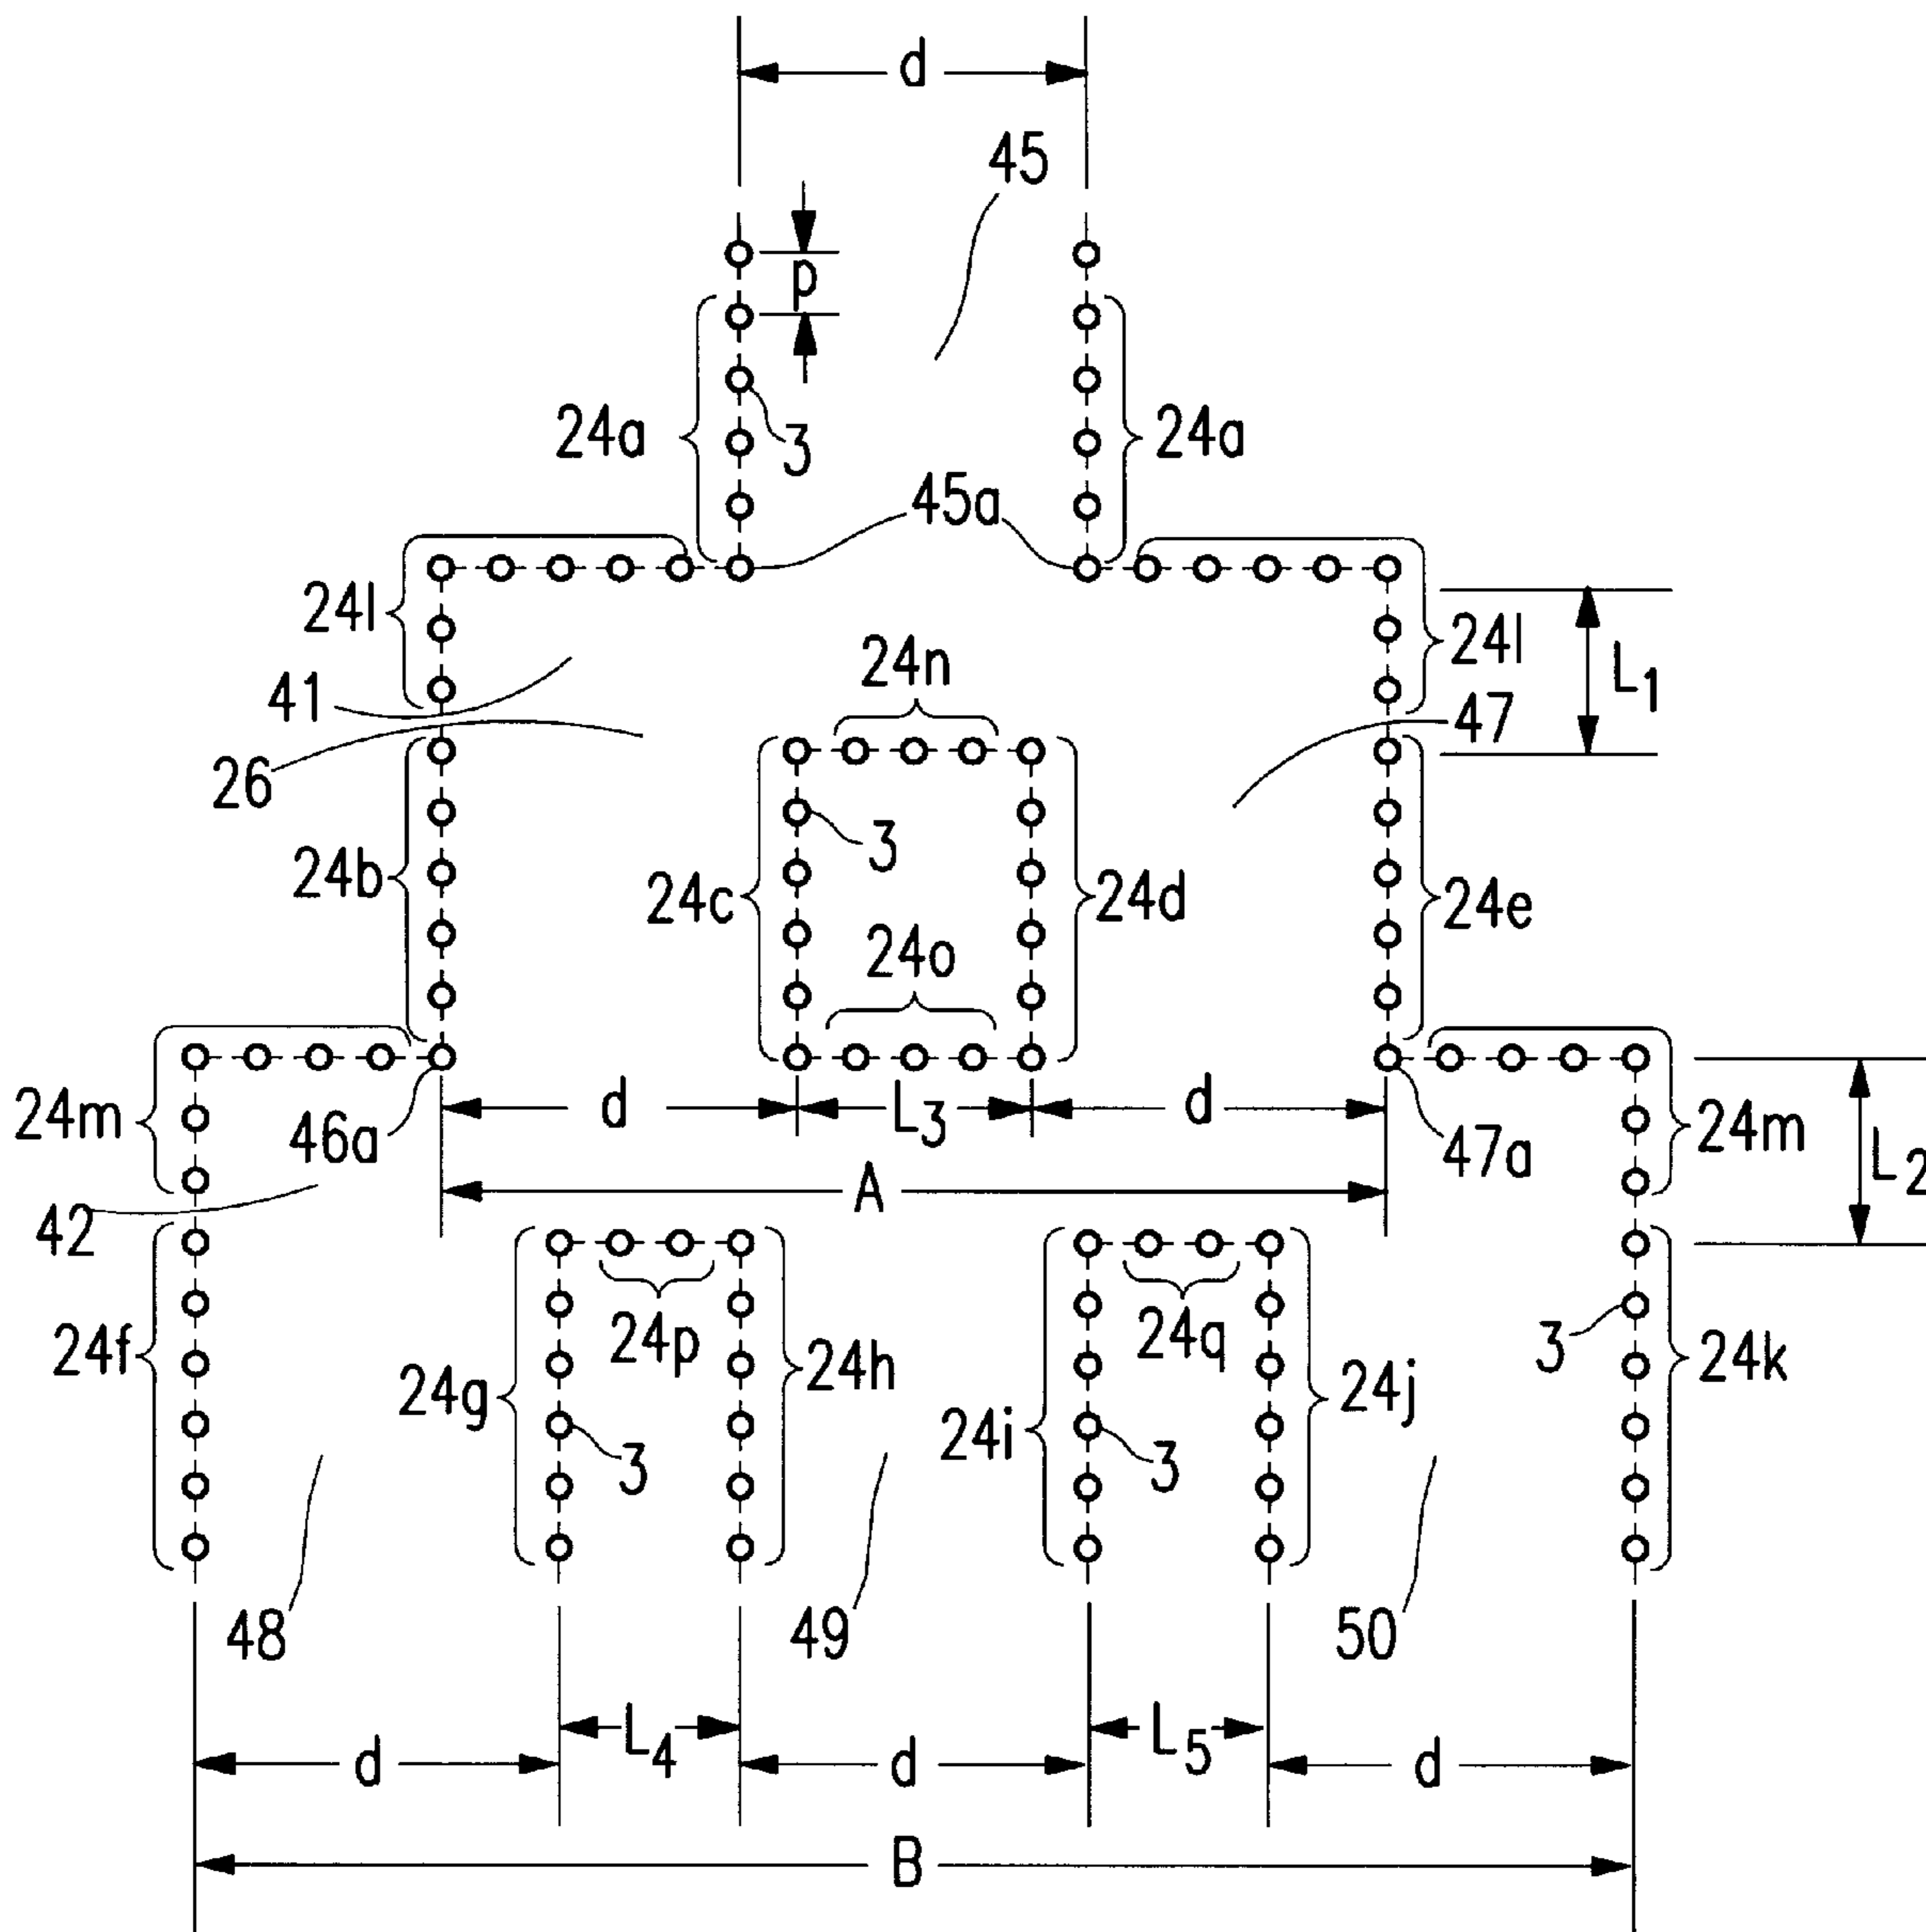 d
45
p
24a 3 24a
45a
24l 24l
24n L1
41 47
26
3
24b 24c 24d 24e
24o
24m d L3 d 24m
46a 47a L2
A
42
24p 24q 3
24f 24h 24j 24k
24g 24i
3 3
48 49 50
L4 L5
d d d
B